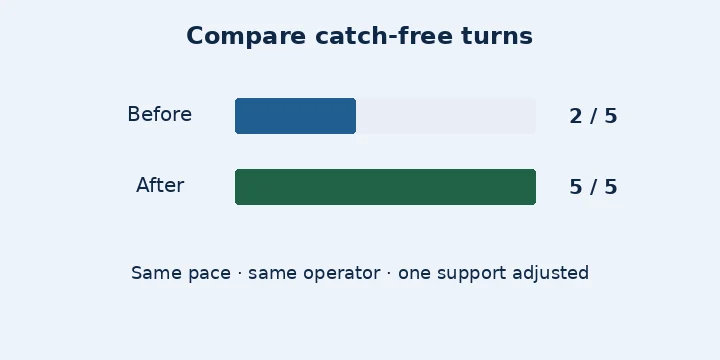 Compare catch-free turns
Before 2 / 5
After 5 / 5
Same pace · same operator · one support adjusted